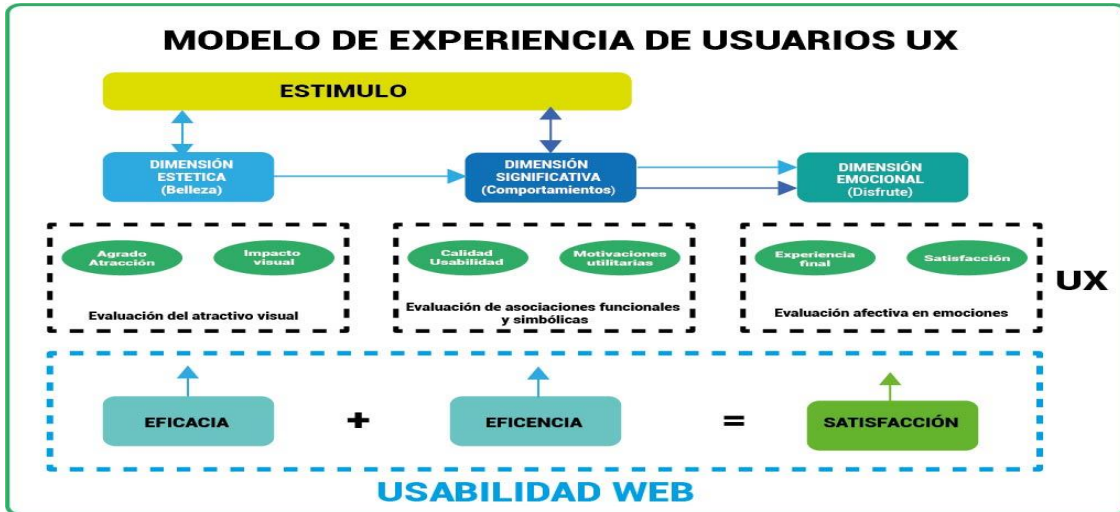 MODELO DE EXPERIENCIA DE USUARIOS UX
ESTIMULO
DIMENSIÓN
ESTETICA
(Belleza)
DIMENSIÓN
SIGNIFICATIVA
(Comportamientos)
DIMENSIÓN
EMOCIONAL
(Disfrute)
Agrado
Atracción
Impacto
visual
Evaluación del atractivo visual
Calidad
Usabilidad
Motivaciones
utilitarias
Evaluación de asociaciones funcionales
y simbólicas
Experiencia
final
Satisfacción
Evaluación afectiva en emociones
UX
EFICACIA
+
EFICENCIA
=
SATISFACCIÓN
USABILIDAD WEB